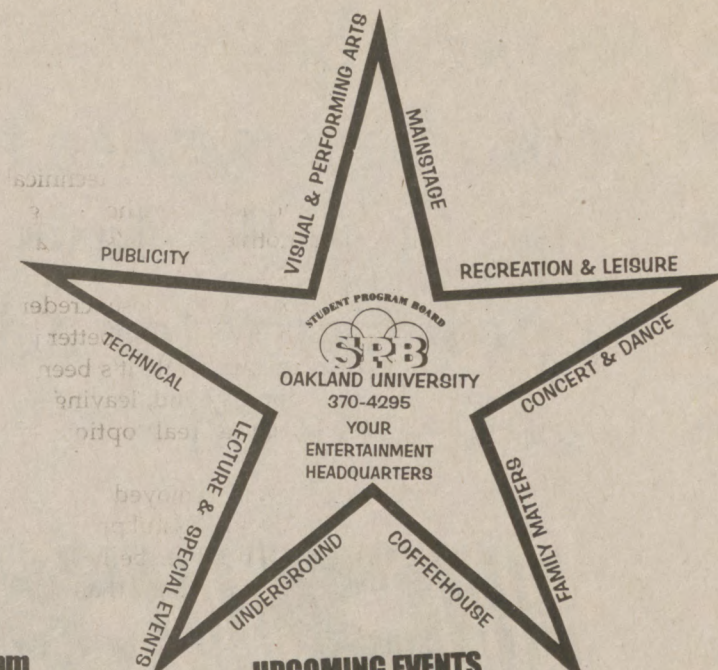 VISUAL & PERFORMING ARTS
MAINSTAGE
PUBLICITY
RECREATION & LEISURE
TECHNICAL
CONCERT & DANCE
STUDENT PROGRAM BOARD
SPB
OAKLAND UNIVERSITY
370-4295
YOUR
ENTERTAINMENT
HEADQUARTERS
LECTURE & SPECIAL EVENTS
FAMILY MATTERS
UNDERGROUND
COFFEEHOUSE
UPCOMING EVENTS